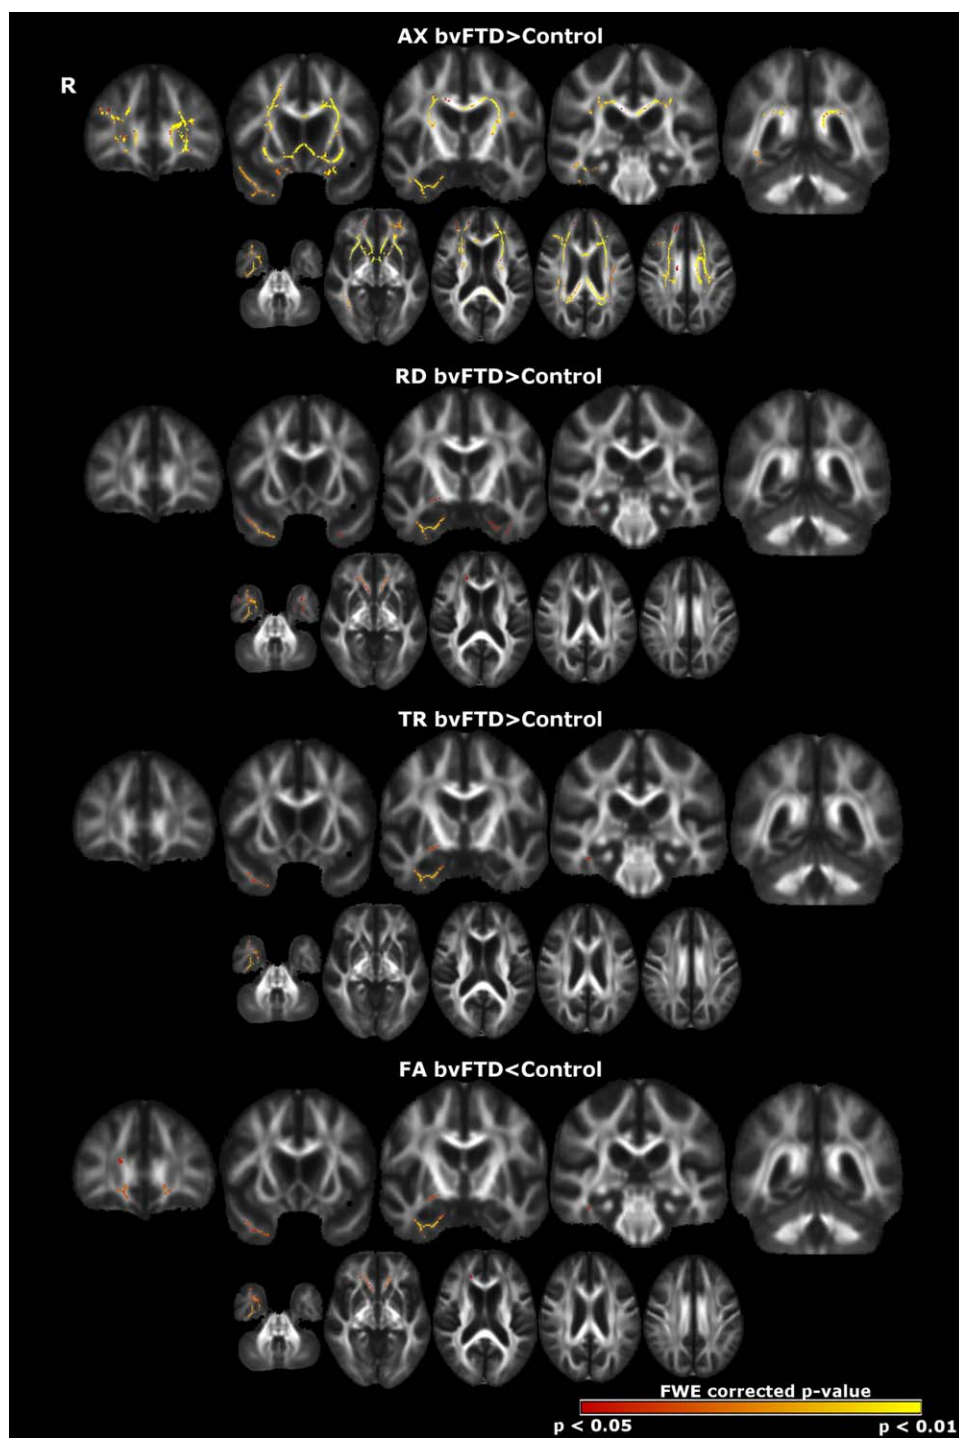 AX bvFTD>Control
R
RD bvFTD>Control
TR bvFTD>Control
FA bvFTD<Control
FWE corrected p-value
p < 0.05 p < 0.01